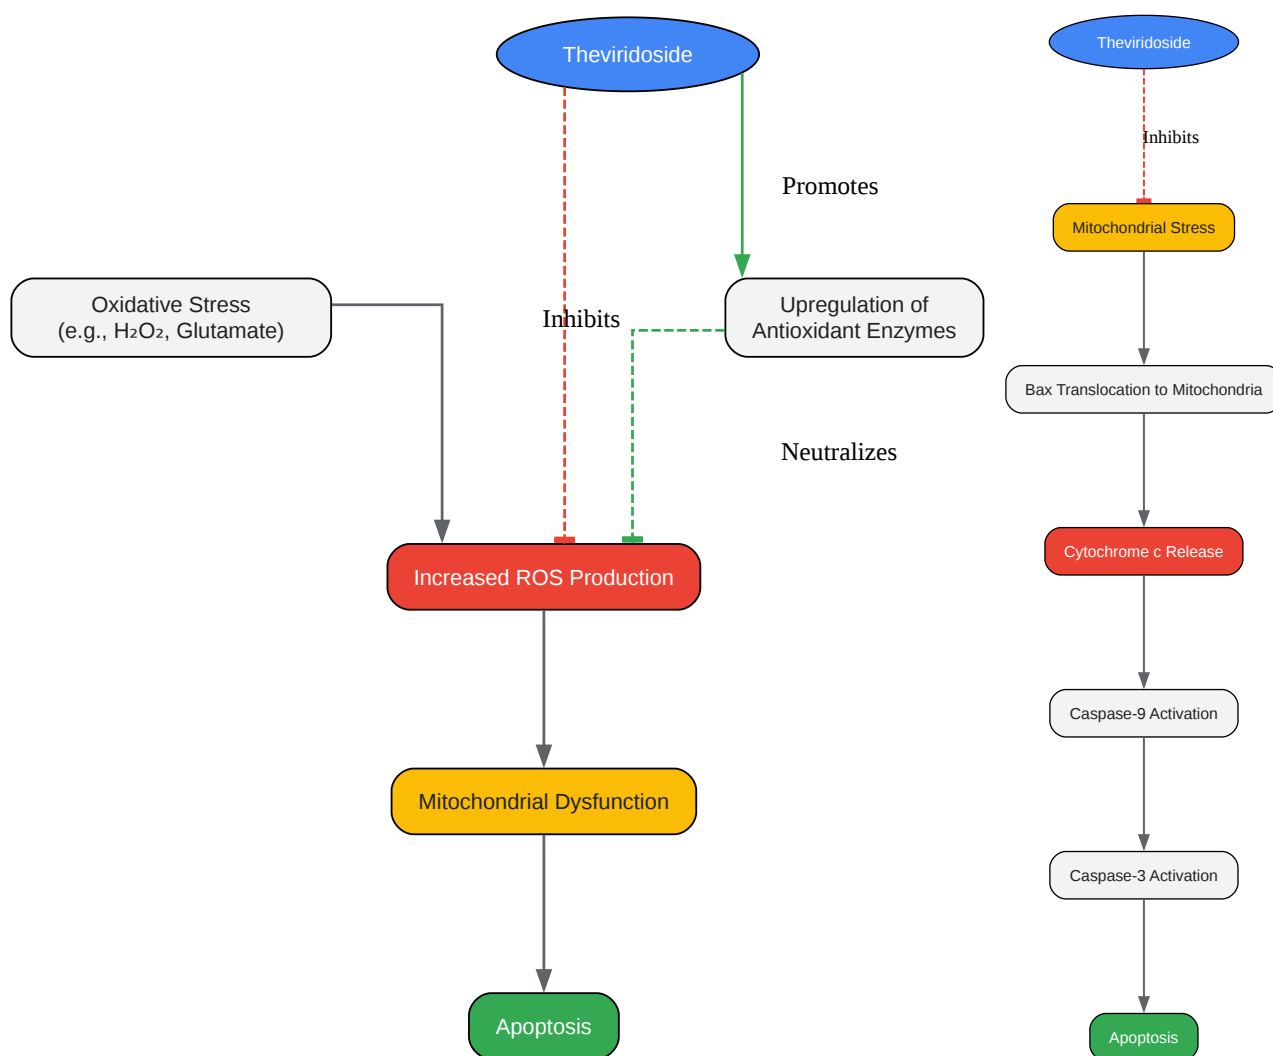 Theviridoside
Promotes
Oxidative Stress
(e.g., H₂O₂, Glutamate)
Inhibits
Upregulation of
Antioxidant Enzymes
Neutralizes
Increased ROS Production
Mitochondrial Dysfunction
Apoptosis
Theviridoside
Inhibits
Mitochondrial Stress
Bax Translocation to Mitochondria
Cytochrome c Release
Caspase-9 Activation
Caspase-3 Activation
Apoptosis